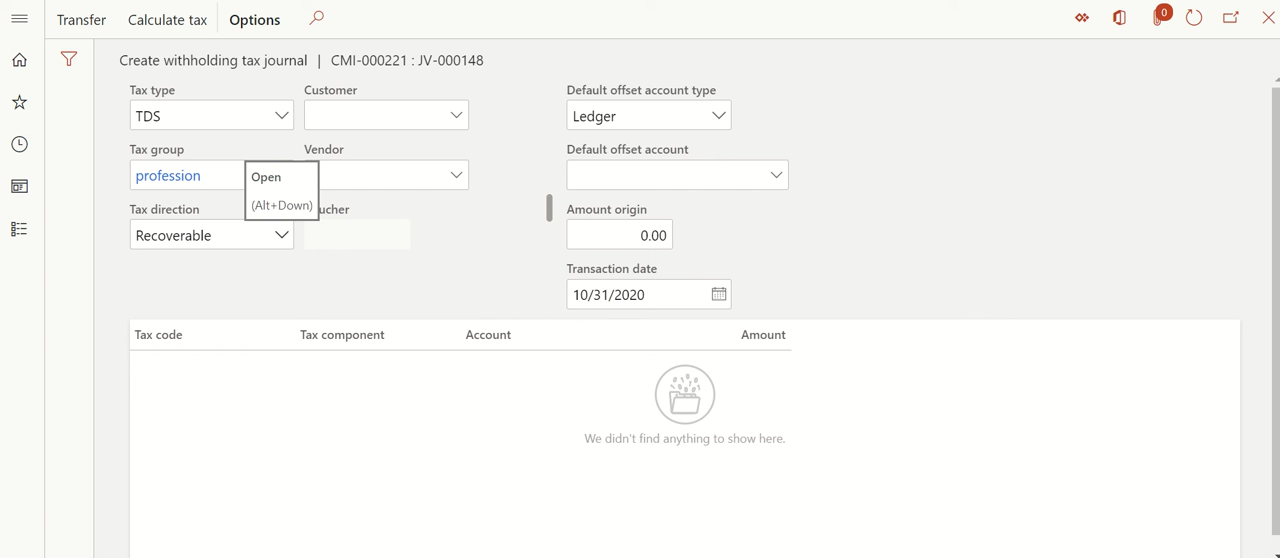 Transfer Calculate tax Options
0
Create withholding tax journal | CMI-000221 : JV-000148
Tax type Customer Default offset account type
TDS Ledger
Tax group Vendor Default offset account
profession
Open
(Alt+Down)
Tax direction ucher Amount origin
Recoverable 0.00
Transaction date
10/31/2020
Tax code Tax component Account Amount
We didn't find anything to show here.